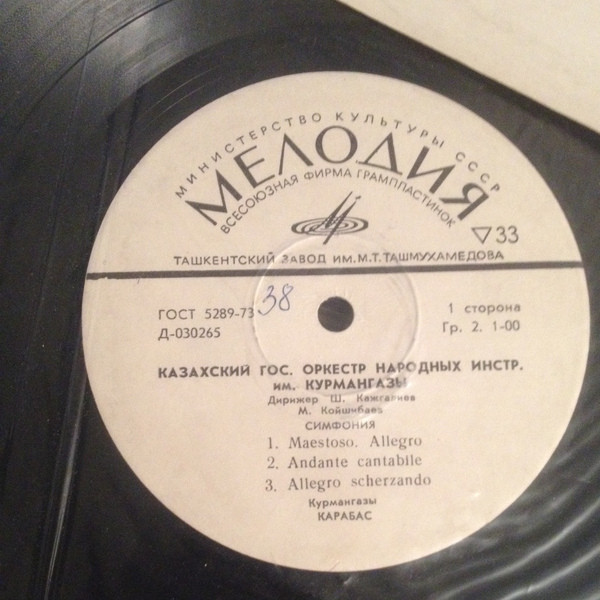 МИНИСТЕРСТВО КУЛЬТУРЫ СССР
МЕЛОДИЯ
ВСЕСОЮЗНАЯ ФИРМА ГРАМПЛАСТИНОК
▽33
ТАШКЕНТСКИЙ ЗАВОД ИМ. М.Т. ТАШМУХАМЕДОВА
ГОСТ 5289-73 38
Д-030265
1 сторона
Гр. 2. 1-00
КАЗАХСКИЙ ГОС. ОРКЕСТР НАРОДНЫХ ИНСТР.
им. КУРМАНГАЗЫ
Дирижер Ш. Кажгалиев
М. Койшибаев
СИМФОНИЯ
1. Maestoso. Allegro
2. Andante cantabile
3. Allegro scherzando
Курмангазы
КАРАБАС